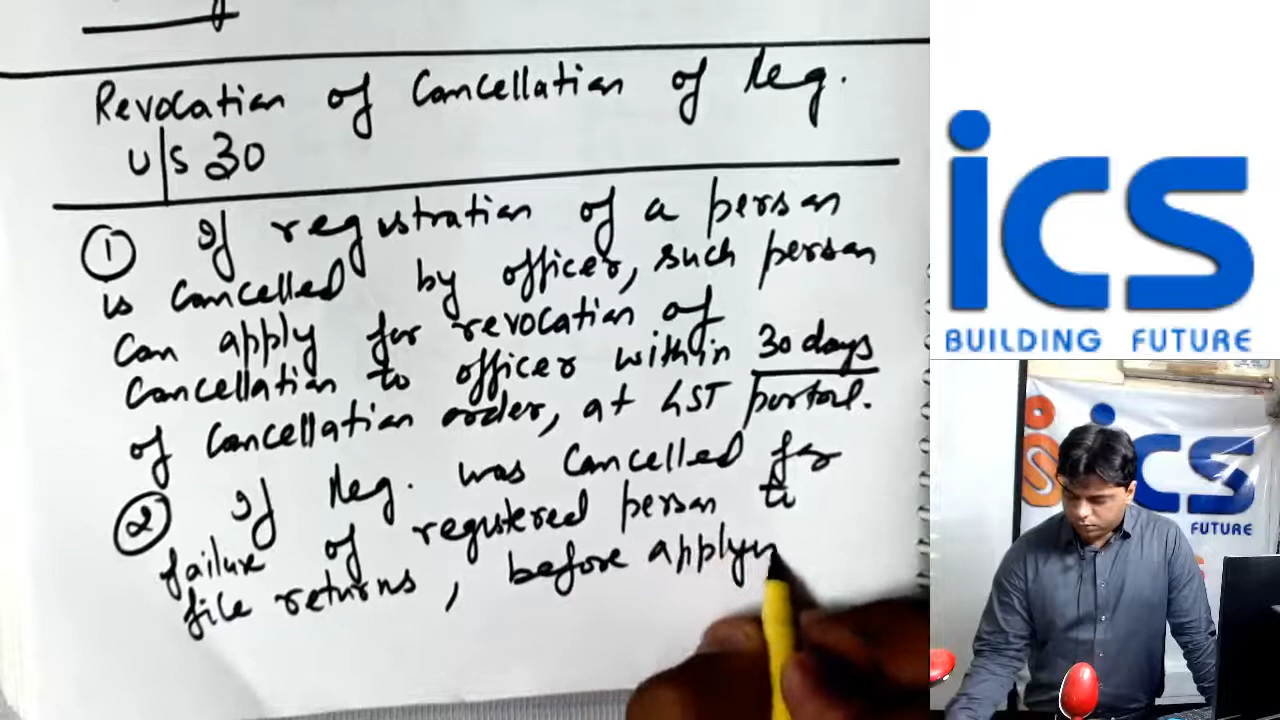 Revocation of Cancellation of Reg.
U/S 30
① If registration of a person
is cancelled by officer, such person
can apply for revocation of
cancellation to officer within 30 days
of cancellation order, at GST portal.
② If Reg. was cancelled for
failure of registered person to
file returns, before applyin
ics
BUILDING FUTURE
ics
FUTURE